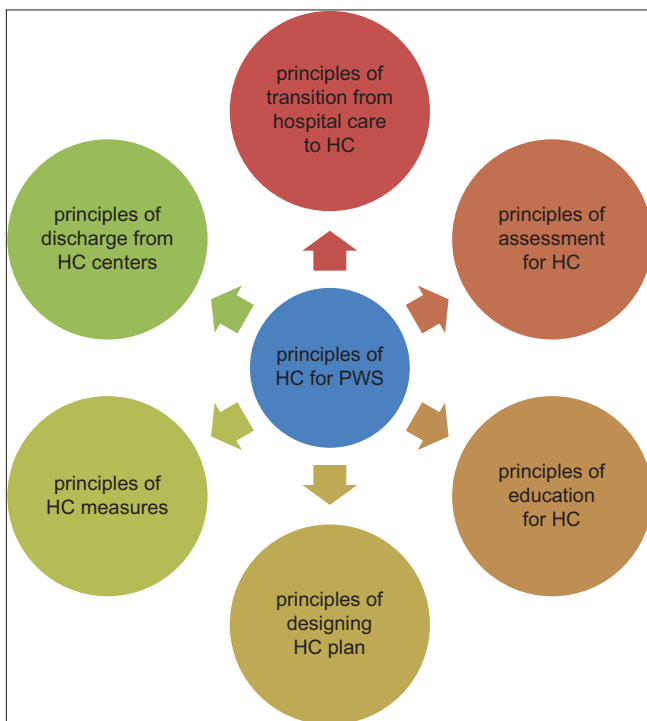 principles of
transition from
hospital care
to HC
principles of
discharge from
HC centers
principles of
assessment
for HC
principles of
HC for PWS
principles of
HC measures
principles of
education
for HC
principles of
designing
HC plan